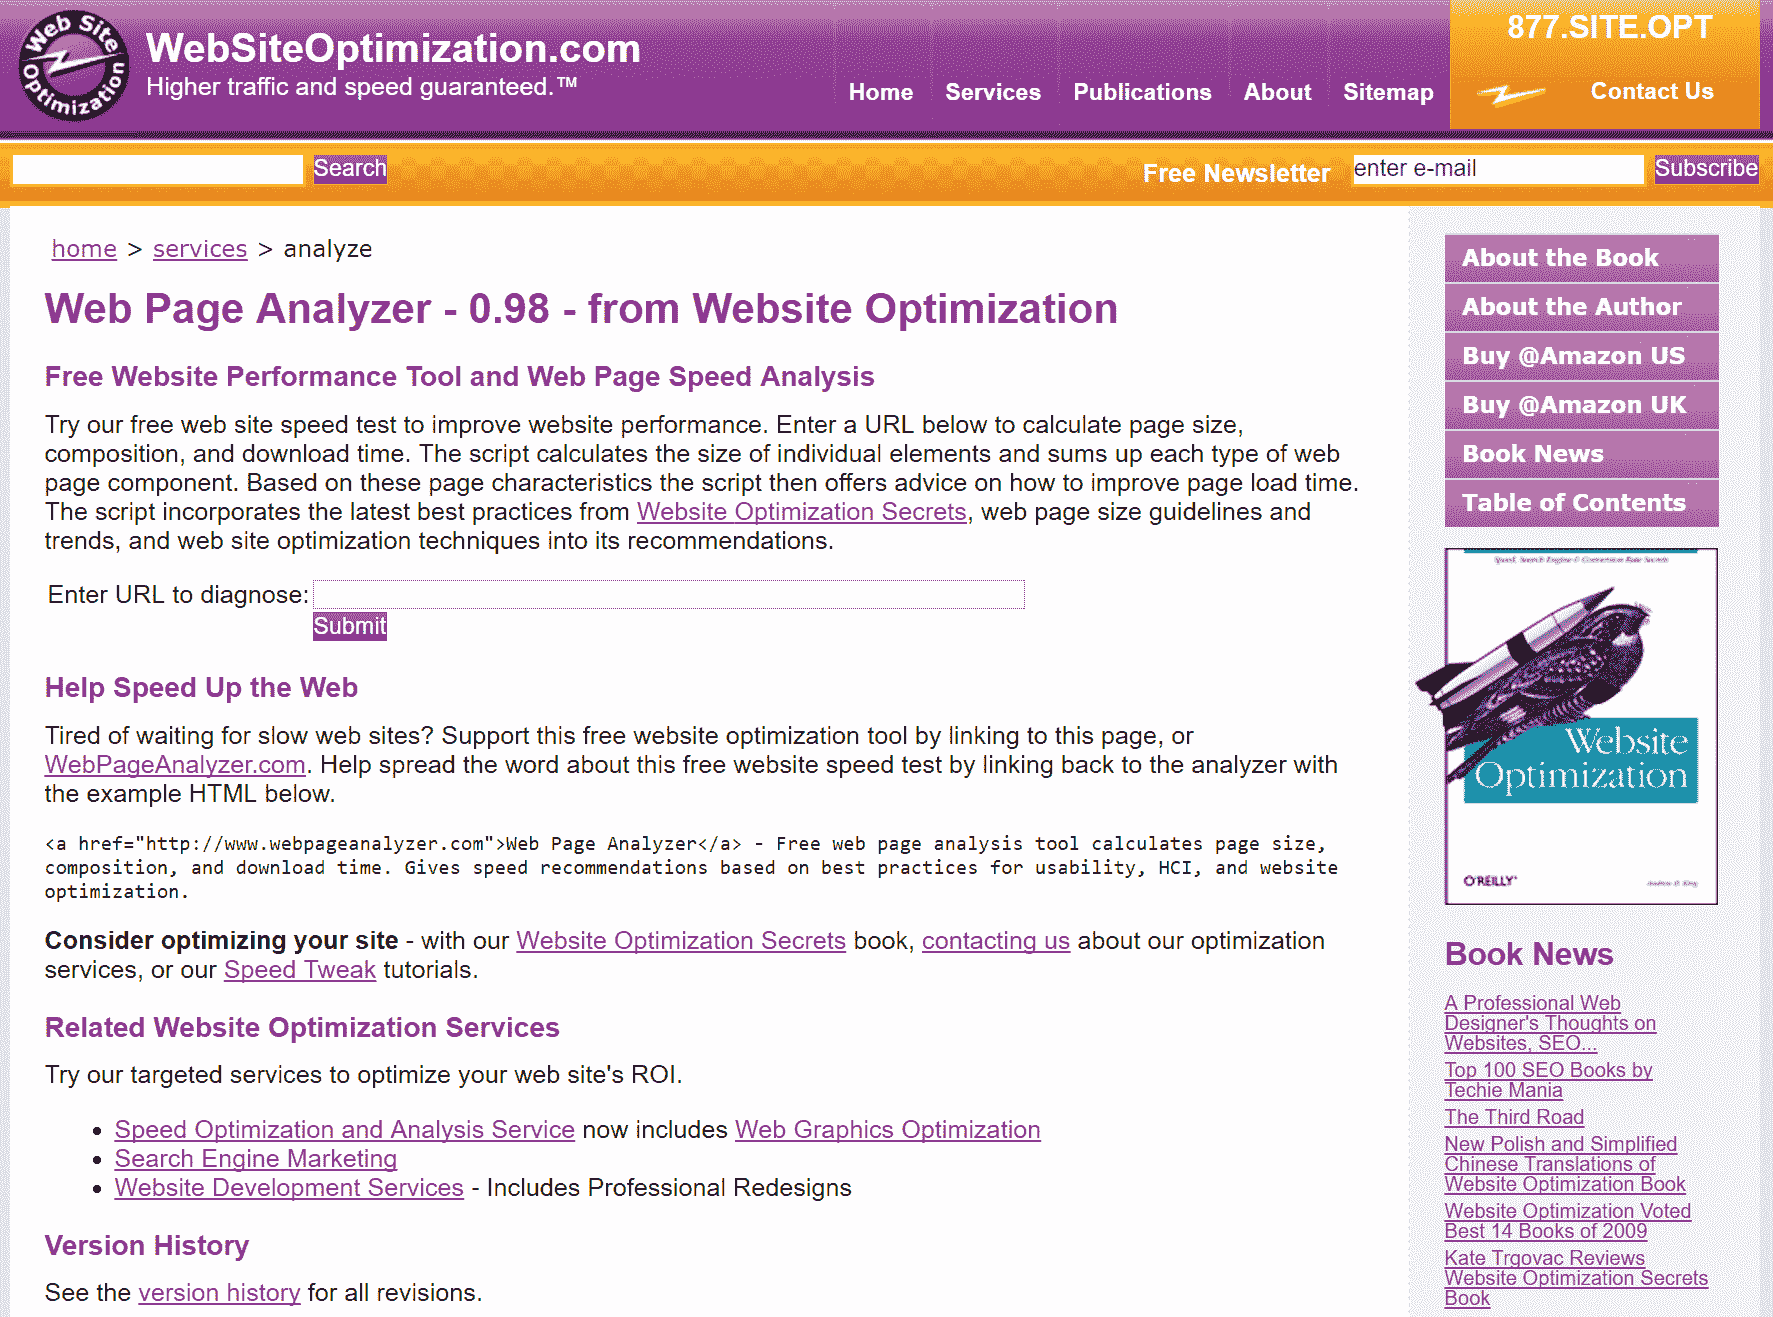 Web Site Optimization
WebSiteOptimization.com
Higher traffic and speed guaranteed.™
Home Services Publications About Sitemap
877.SITE.OPT
Contact Us
Search
Free Newsletter enter e-mail Subscribe
home > services > analyze
Web Page Analyzer - 0.98 - from Website Optimization
Free Website Performance Tool and Web Page Speed Analysis
Try our free web site speed test to improve website performance. Enter a URL below to calculate page size,
composition, and download time. The script calculates the size of individual elements and sums up each type of web
page component. Based on these page characteristics the script then offers advice on how to improve page load time.
The script incorporates the latest best practices from Website Optimization Secrets, web page size guidelines and
trends, and web site optimization techniques into its recommendations.
Enter URL to diagnose:
Submit
Help Speed Up the Web
Tired of waiting for slow web sites? Support this free website optimization tool by linking to this page, or
WebPageAnalyzer.com. Help spread the word about this free website speed test by linking back to the analyzer with
the example HTML below.
<a href="http://www.webpageanalyzer.com">Web Page Analyzer</a> - Free web page analysis tool calculates page size,
composition, and download time. Gives speed recommendations based on best practices for usability, HCI, and website
optimization.
Consider optimizing your site - with our Website Optimization Secrets book, contacting us about our optimization
services, or our Speed Tweak tutorials.
Related Website Optimization Services
Try our targeted services to optimize your web site's ROI.
• Speed Optimization and Analysis Service now includes Web Graphics Optimization
• Search Engine Marketing
• Website Development Services - Includes Professional Redesigns
Version History
See the version history for all revisions.
About the Book
About the Author
Buy @Amazon US
Buy @Amazon UK
Book News
Table of Contents
Speed, Search Engine & Conversion Rate Secrets
Website
Optimization
O'REILLY®
Andrew B. King
Book News
A Professional Web
Designer's Thoughts on
Websites, SEO...
Top 100 SEO Books by
Techie Mania
The Third Road
New Polish and Simplified
Chinese Translations of
Website Optimization Book
Website Optimization Voted
Best 14 Books of 2009
Kate Trgovac Reviews
Website Optimization Secrets
Book